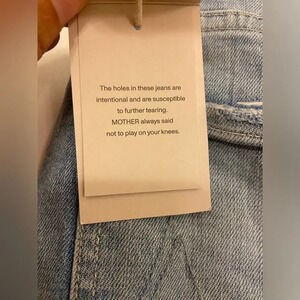 The holes in these jeans are
intentional and are susceptible
to further tearing.
MOTHER always said
not to play on your knees.